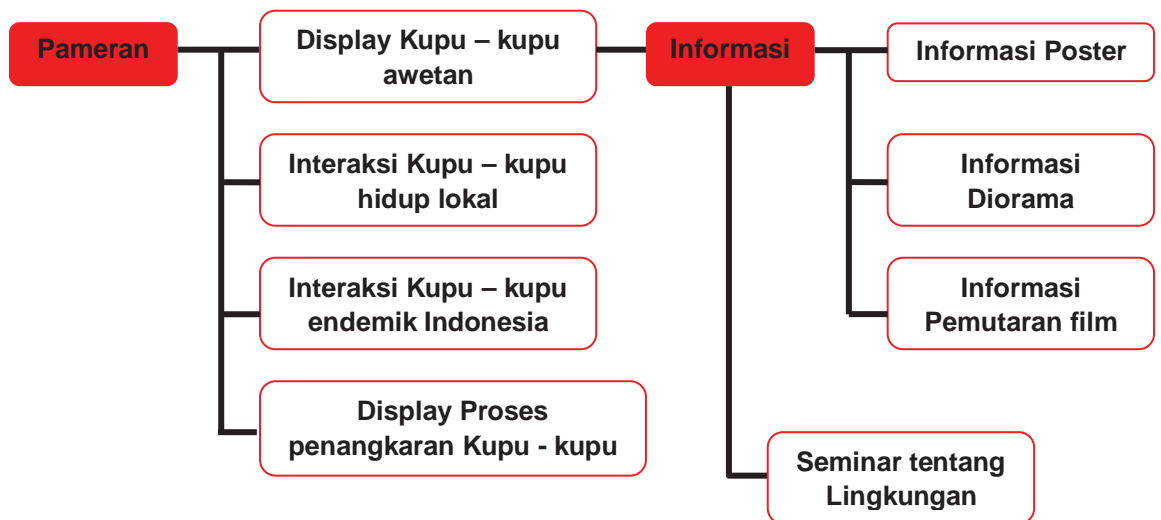 Pameran
Display Kupu – kupu
awetan
Informasi
Informasi Poster
Interaksi Kupu – kupu
hidup lokal
Informasi
Diorama
Interaksi Kupu – kupu
endemik Indonesia
Informasi
Pemutaran film
Display Proses
penangkaran Kupu - kupu
Seminar tentang
Lingkungan